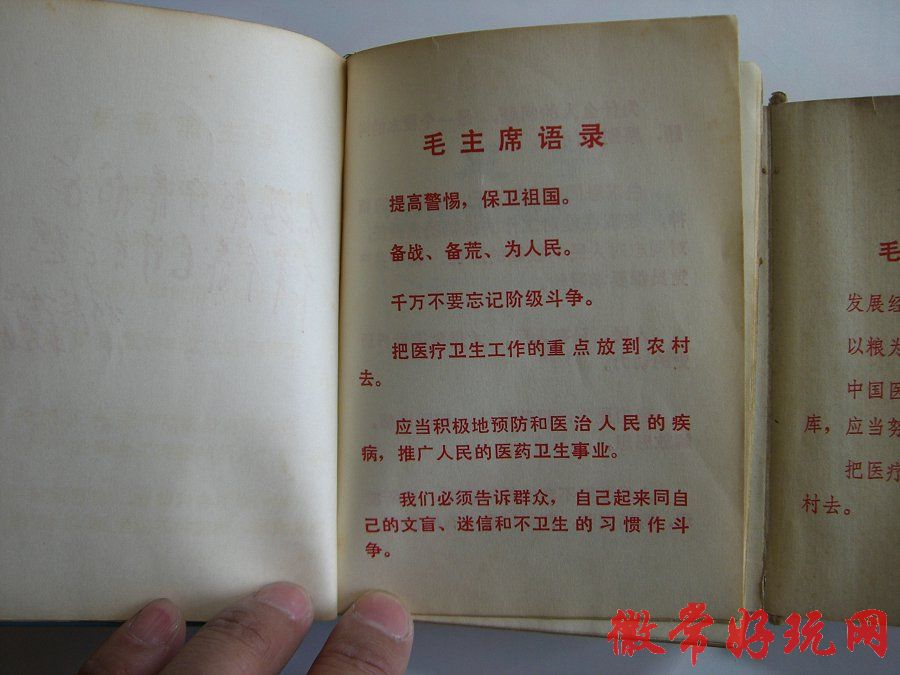 毛主席语录
提高警惕，保卫祖国。
备战、备荒、为人民。
千万不要忘记阶级斗争。
把医疗卫生工作的重点放到农村
去。
应当积极地预防和医治人民的疾
病，推广人民的医药卫生事业。
我们必须告诉群众，自己起来同自
己的文盲、迷信和不卫生的习惯作斗
争。
毛
发展经
以粮为
中国医
库，应当努
把医疗
村去。
徽常好玩网